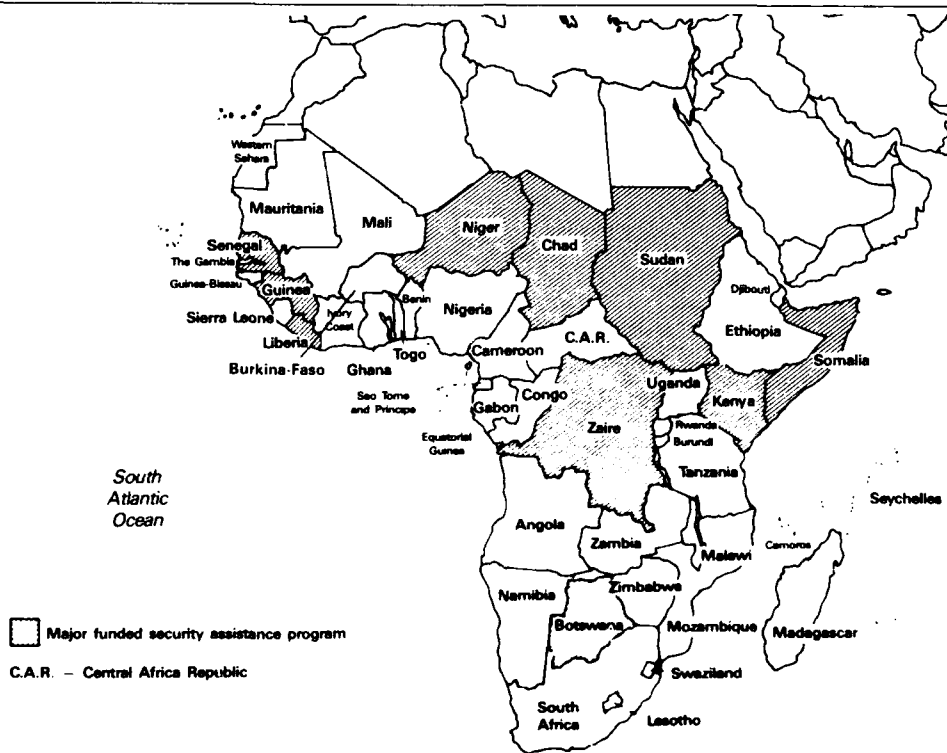 Western
Sahara
Mauritania
Mali
Niger
Chad
Sudan
Senegal
The Gambia
Guinea-Bissau
Guinea
Sierra Leone
Liberia
Ivory
Coast
Burkina-Faso
Ghana
Togo
Benin
Nigeria
Cameroon
C.A.R.
Djibouti
Ethiopia
Somalia
Sao Tome
and Principe
Equatorial
Guinea
Gabon
Congo
Zaire
Uganda
Kenya
Rwanda
Burundi
Tanzania
South
Atlantic
Ocean
Seychelles
Angola
Zambia
Malawi
Comoros
Namibia
Zimbabwe
Botswana
Mozambique
Madagascar
Swaziland
South
Africa
Lesotho
Major funded security assistance program
C.A.R. – Central Africa Republic